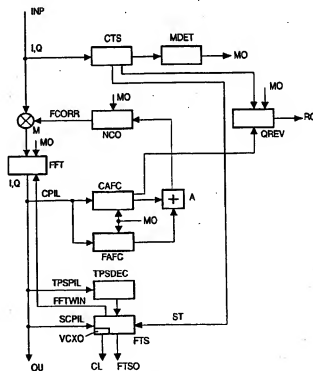 INP
I,Q
CTS
MDET
MO
MO
MO
FCORR
M
NCO
QREV
RO
MO
FFT
I,Q
CPIL
CAFC
A
MO
FAFC
TPSPIL
TPSDEC
FFTWIN
SCPIL
ST
VCXO
FTS
OU
CL
FTSO